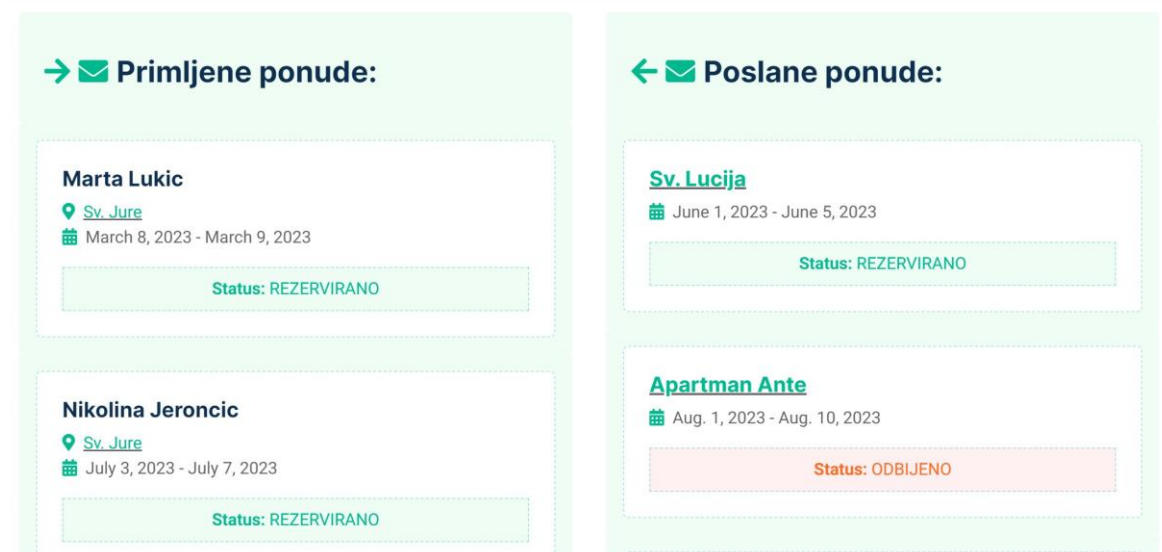 Primljene ponude:
Marta Lukic
Sv. Jure
March 8, 2023 - March 9, 2023
Status: REZERVIRANO
Nikolina Jeroncic
Sv. Jure
July 3, 2023 - July 7, 2023
Status: REZERVIRANO
Poslane ponude:
Sv. Lucija
June 1, 2023 - June 5, 2023
Status: REZERVIRANO
Apartman Ante
Aug. 1, 2023 - Aug. 10, 2023
Status: ODBIJENO